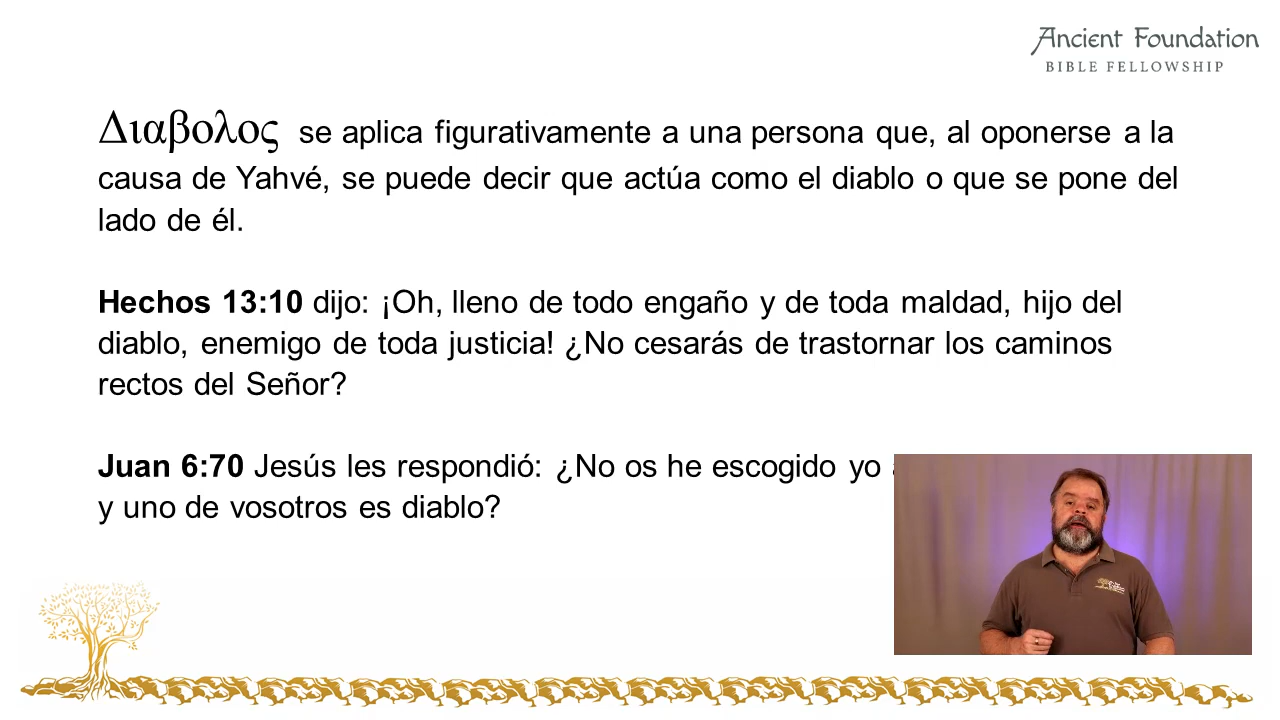 Ancient Foundation
BIBLE FELLOWSHIP
Διαβολος se aplica figurativamente a una persona que, al oponerse a la
causa de Yahvé, se puede decir que actúa como el diablo o que se pone del
lado de él.
Hechos 13:10 dijo: ¡Oh, lleno de todo engaño y de toda maldad, hijo del
diablo, enemigo de toda justicia! ¿No cesarás de trastornar los caminos
rectos del Señor?
Juan 6:70 Jesús les respondió: ¿No os he escogido yo
y uno de vosotros es diablo?